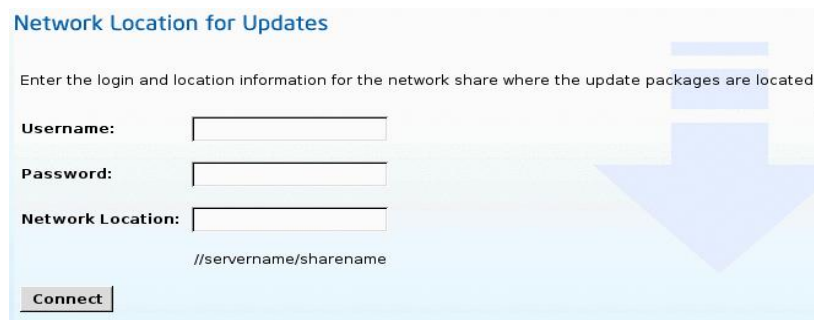 Network Location for Updates
Enter the login and location information for the network share where the update packages are located
Username:
Password:
Network Location:
//servername/sharename
Connect